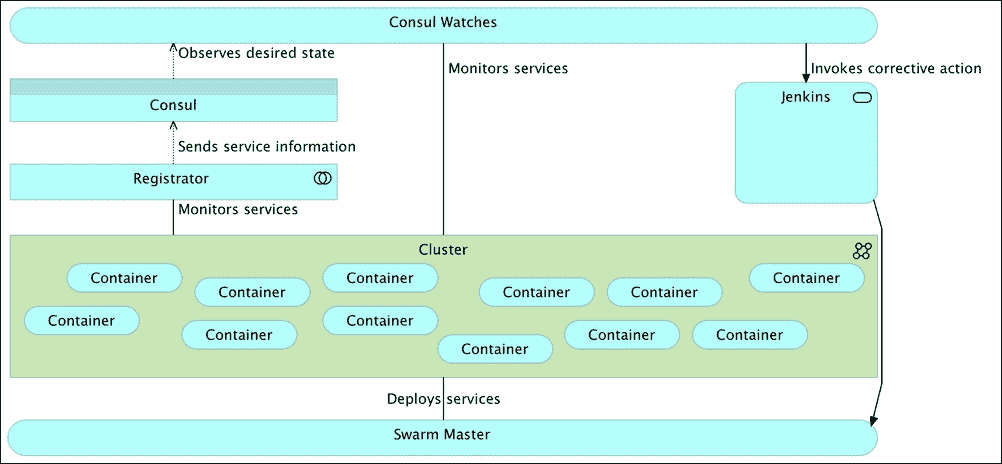 Consul Watches
Observes desired state
Monitors services
Invokes corrective action
Consul
Jenkins
Sends service information
Registrator
Monitors services
Cluster
Container
Container
Container
Container
Container
Container
Container
Container
Container
Container
Container
Container
Deploys services
Swarm Master